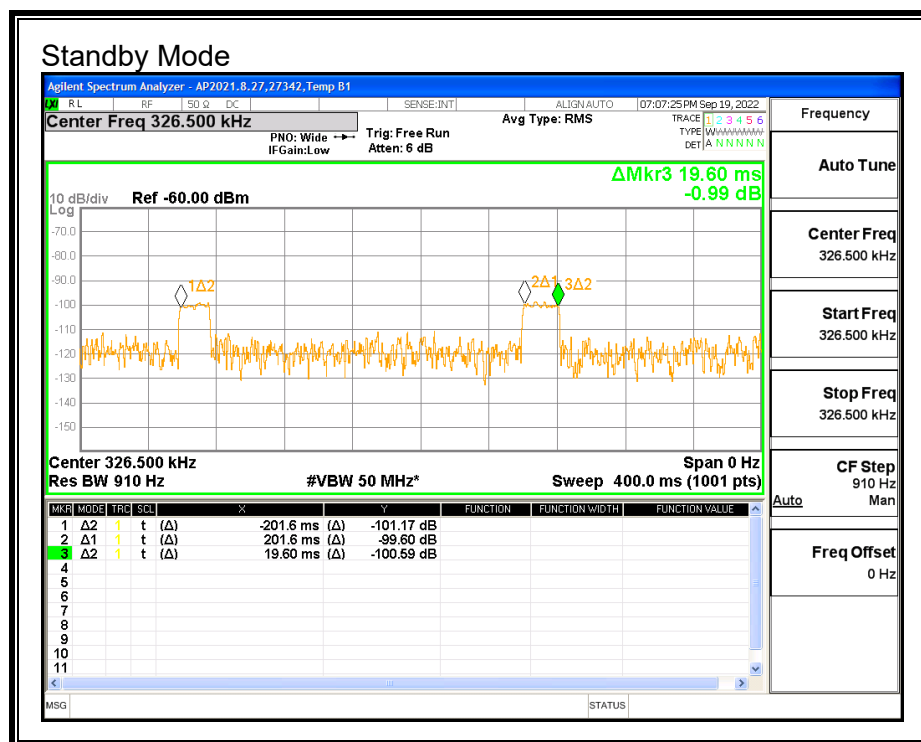 Standby Mode
Agilent Spectrum Analyzer - AP2021.8.27,27342,Temp B1
LXI RL RF 50 Ω DC SENSE:INT ALIGNAUTO 07:07:25 PM Sep 19, 2022
Center Freq 326.500 kHz
Avg Type: RMS
TRACE 1 2 3 4 5 6
PNO: Wide Trig: Free Run
TYPE WWWWWW
IFGain:Low Atten: 6 dB
DET A N N N N N
ΔMkr3 19.60 ms
-0.99 dB
10 dB/div Ref -60.00 dBm
Log
-70.0
-80.0
-90.0
1Δ2 2Δ1 3Δ2
-100
-110
-120
-130
-140
-150
Center 326.500 kHz Span 0 Hz
Res BW 910 Hz #VBW 50 MHz* Sweep 400.0 ms (1001 pts)
MKR MODE TRC SCL X Y FUNCTION FUNCTION WIDTH FUNCTION VALUE
1 Δ2 1 t (Δ) -201.6 ms (Δ) -101.17 dB
2 Δ1 1 t (Δ) 201.6 ms (Δ) -99.60 dB
3 Δ2 1 t (Δ) 19.60 ms (Δ) -100.59 dB
4
5
6
7
8
9
10
11
MSG STATUS
Frequency
Auto Tune
Center Freq
326.500 kHz
Start Freq
326.500 kHz
Stop Freq
326.500 kHz
CF Step
910 Hz
Auto Man
Freq Offset
0 Hz